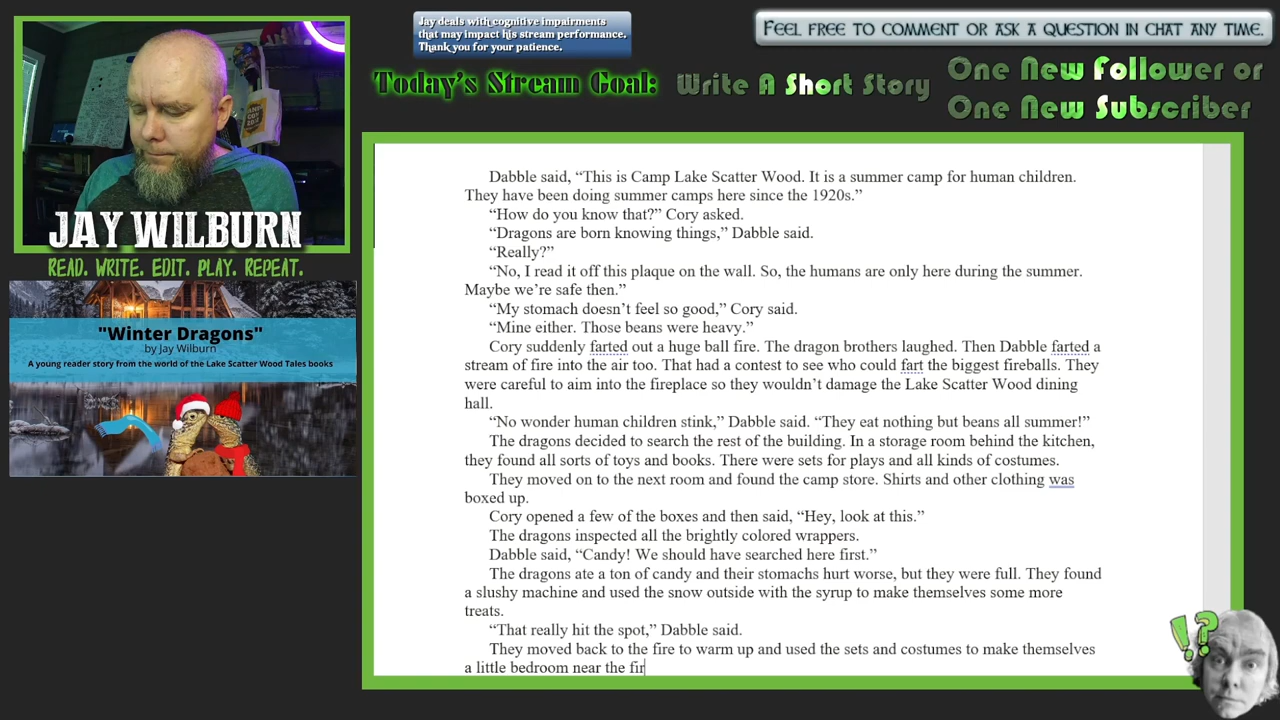 Jay deals with cognitive impairments
that may impact his stream performance.
Thank you for your patience.
FEEL FREE TO COMMENT OR ASK A QUESTION IN CHAT ANY TIME.
Today's Stream Goal:
Write A Short Story
One New Follower or
One New Subscriber
JAY WILBURN
READ. WRITE. EDIT. PLAY. REPEAT.
"Winter Dragons"
by Jay Wilburn
A young reader story from the world of the Lake Scatter Wood Tales books
Dabble said, “This is Camp Lake Scatter Wood. It is a summer camp for human children.
They have been doing summer camps here since the 1920s.”
“How do you know that?” Cory asked.
“Dragons are born knowing things,” Dabble said.
“Really?”
“No, I read it off this plaque on the wall. So, the humans are only here during the summer.
Maybe we’re safe then.”
“My stomach doesn’t feel so good,” Cory said.
“Mine either. Those beans were heavy.”
Cory suddenly farted out a huge ball fire. The dragon brothers laughed. Then Dabble farted a
stream of fire into the air too. That had a contest to see who could fart the biggest fireballs. They
were careful to aim into the fireplace so they wouldn’t damage the Lake Scatter Wood dining
hall.
“No wonder human children stink,” Dabble said. “They eat nothing but beans all summer!”
The dragons decided to search the rest of the building. In a storage room behind the kitchen,
they found all sorts of toys and books. There were sets for plays and all kinds of costumes.
They moved on to the next room and found the camp store. Shirts and other clothing was
boxed up.
Cory opened a few of the boxes and then said, “Hey, look at this.”
The dragons inspected all the brightly colored wrappers.
Dabble said, “Candy! We should have searched here first.”
The dragons ate a ton of candy and their stomachs hurt worse, but they were full. They found
a slushy machine and used the snow outside with the syrup to make themselves some more
treats.
“That really hit the spot,” Dabble said.
They moved back to the fire to warm up and used the sets and costumes to make themselves
a little bedroom near the fir
!?